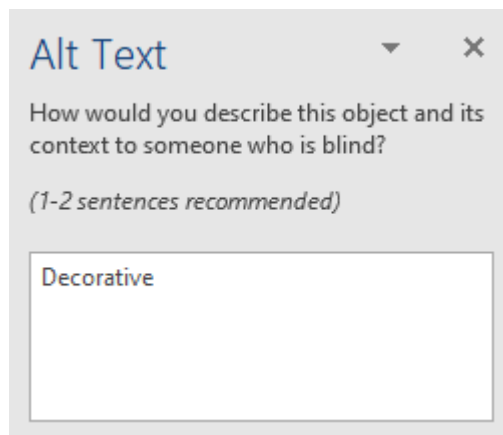 Alt Text
How would you describe this object and its
context to someone who is blind?
(1-2 sentences recommended)
Decorative